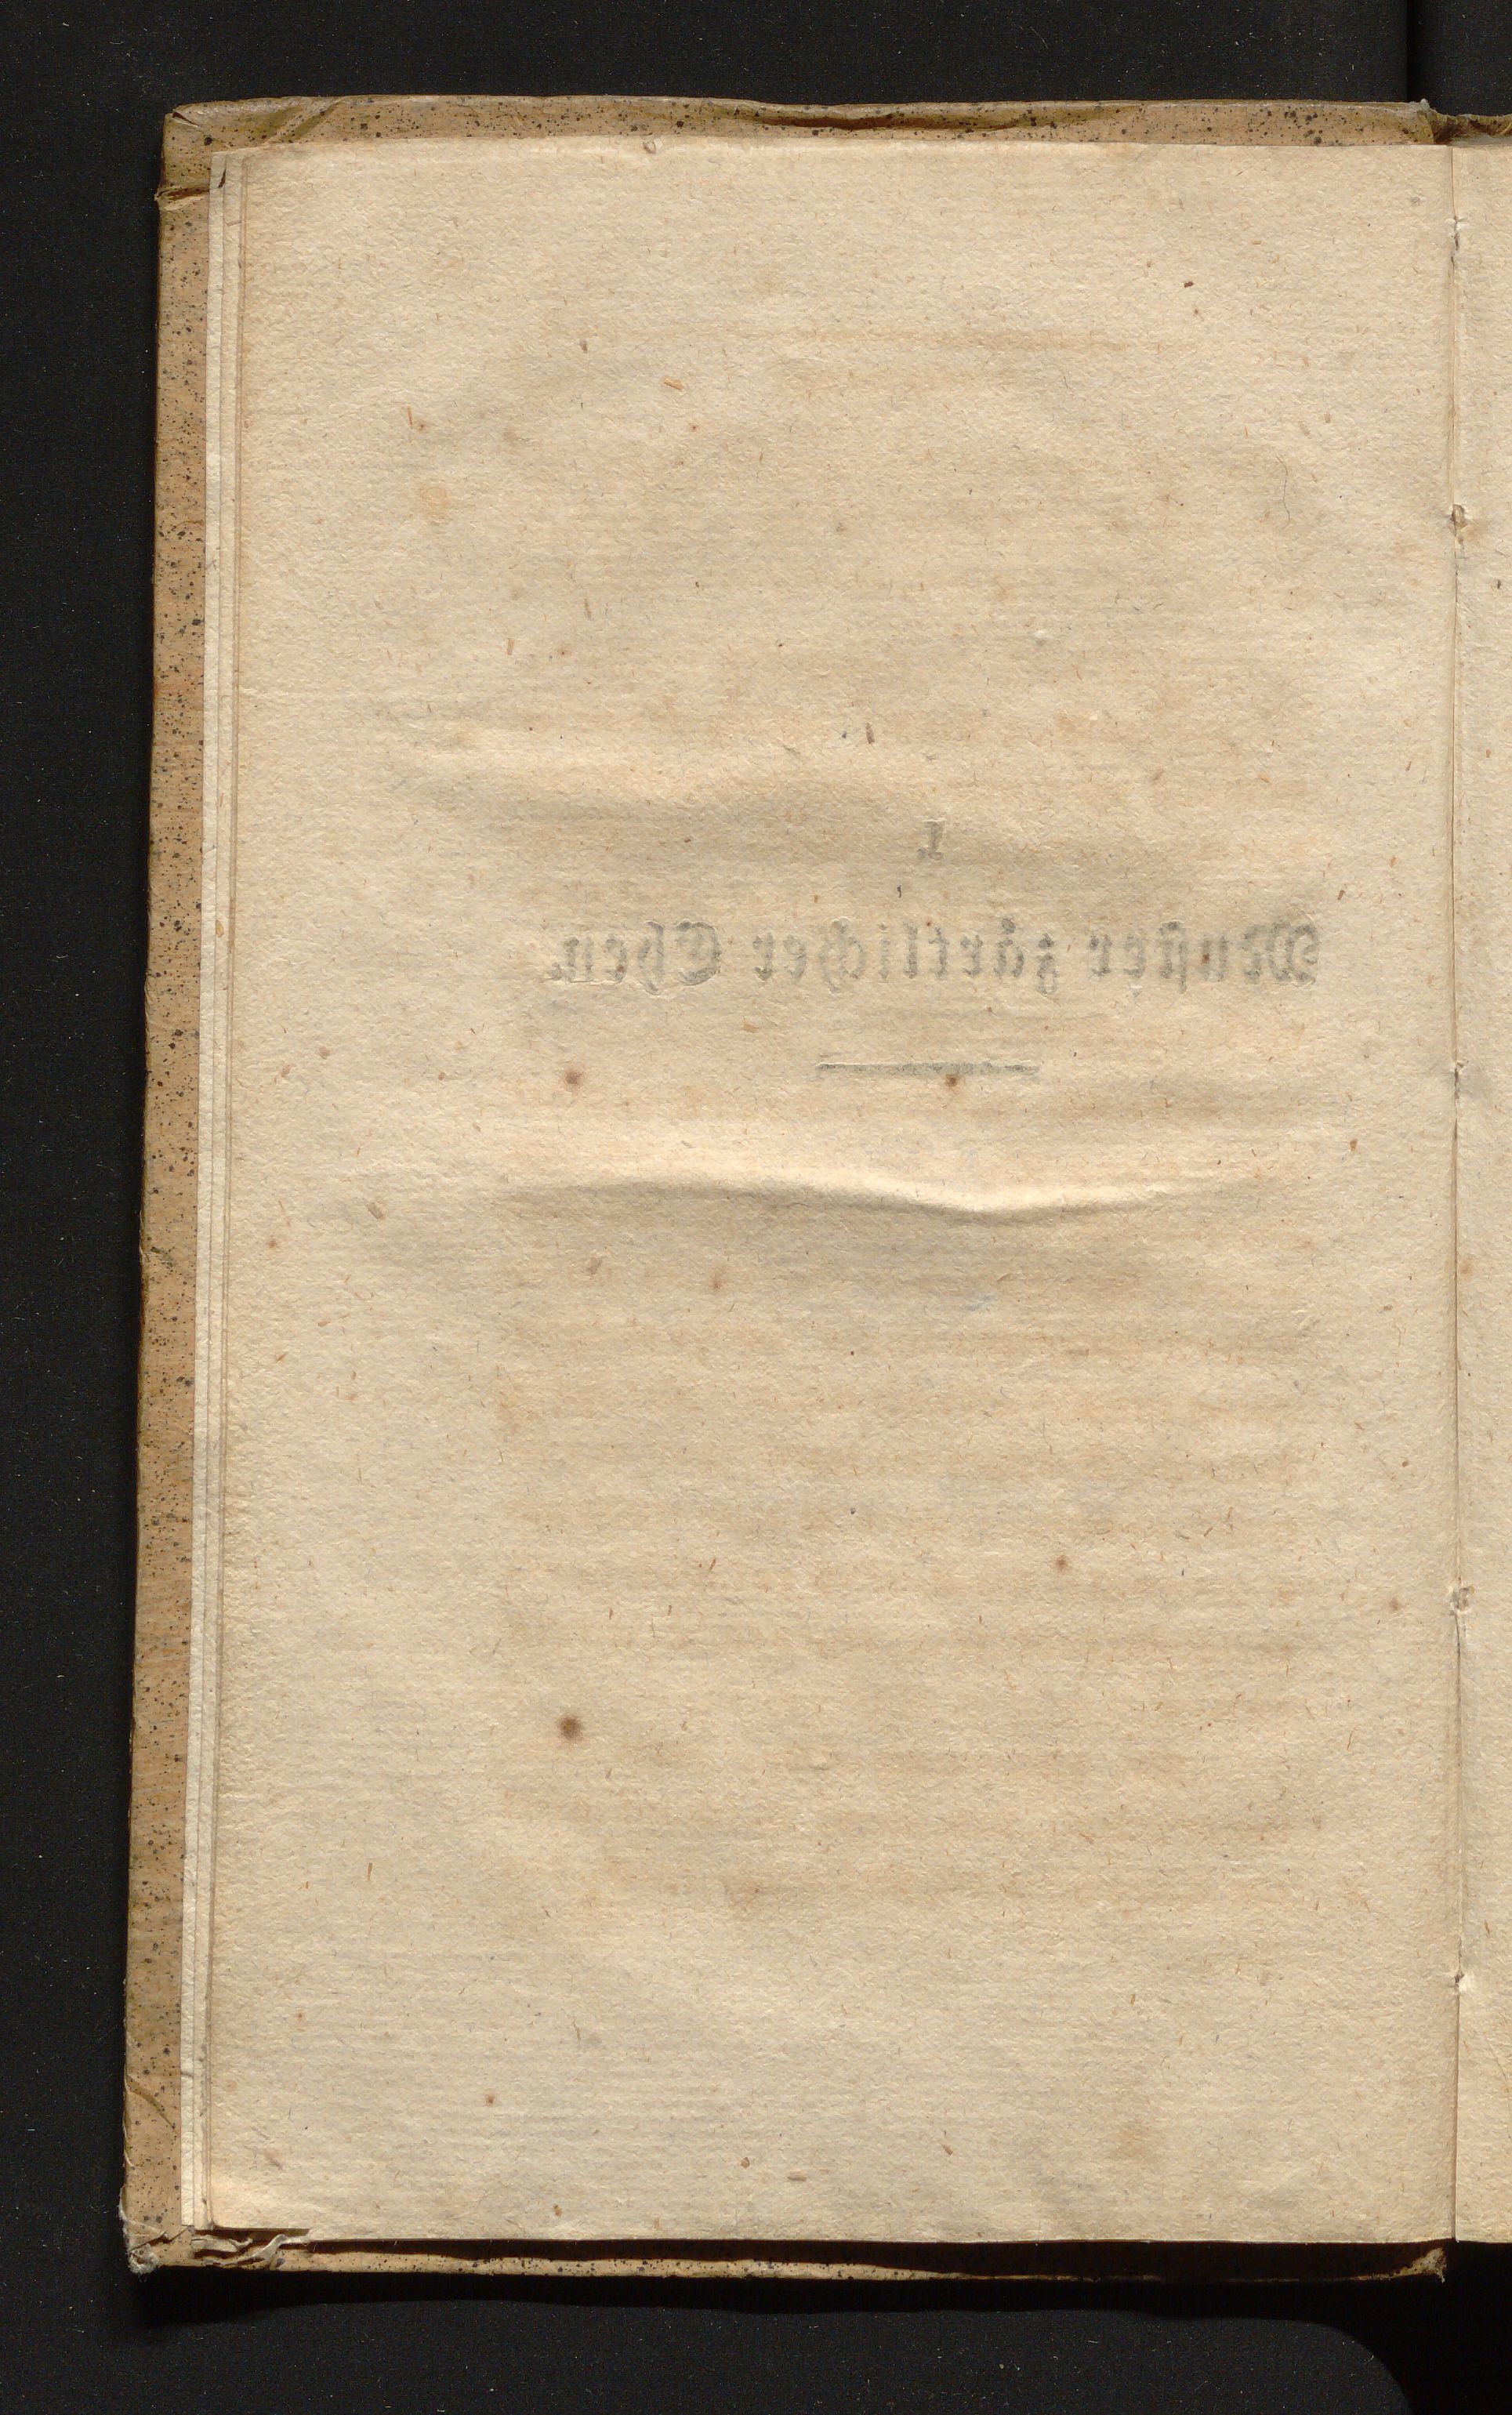 I.
Muſter zärtlicher Ehen.